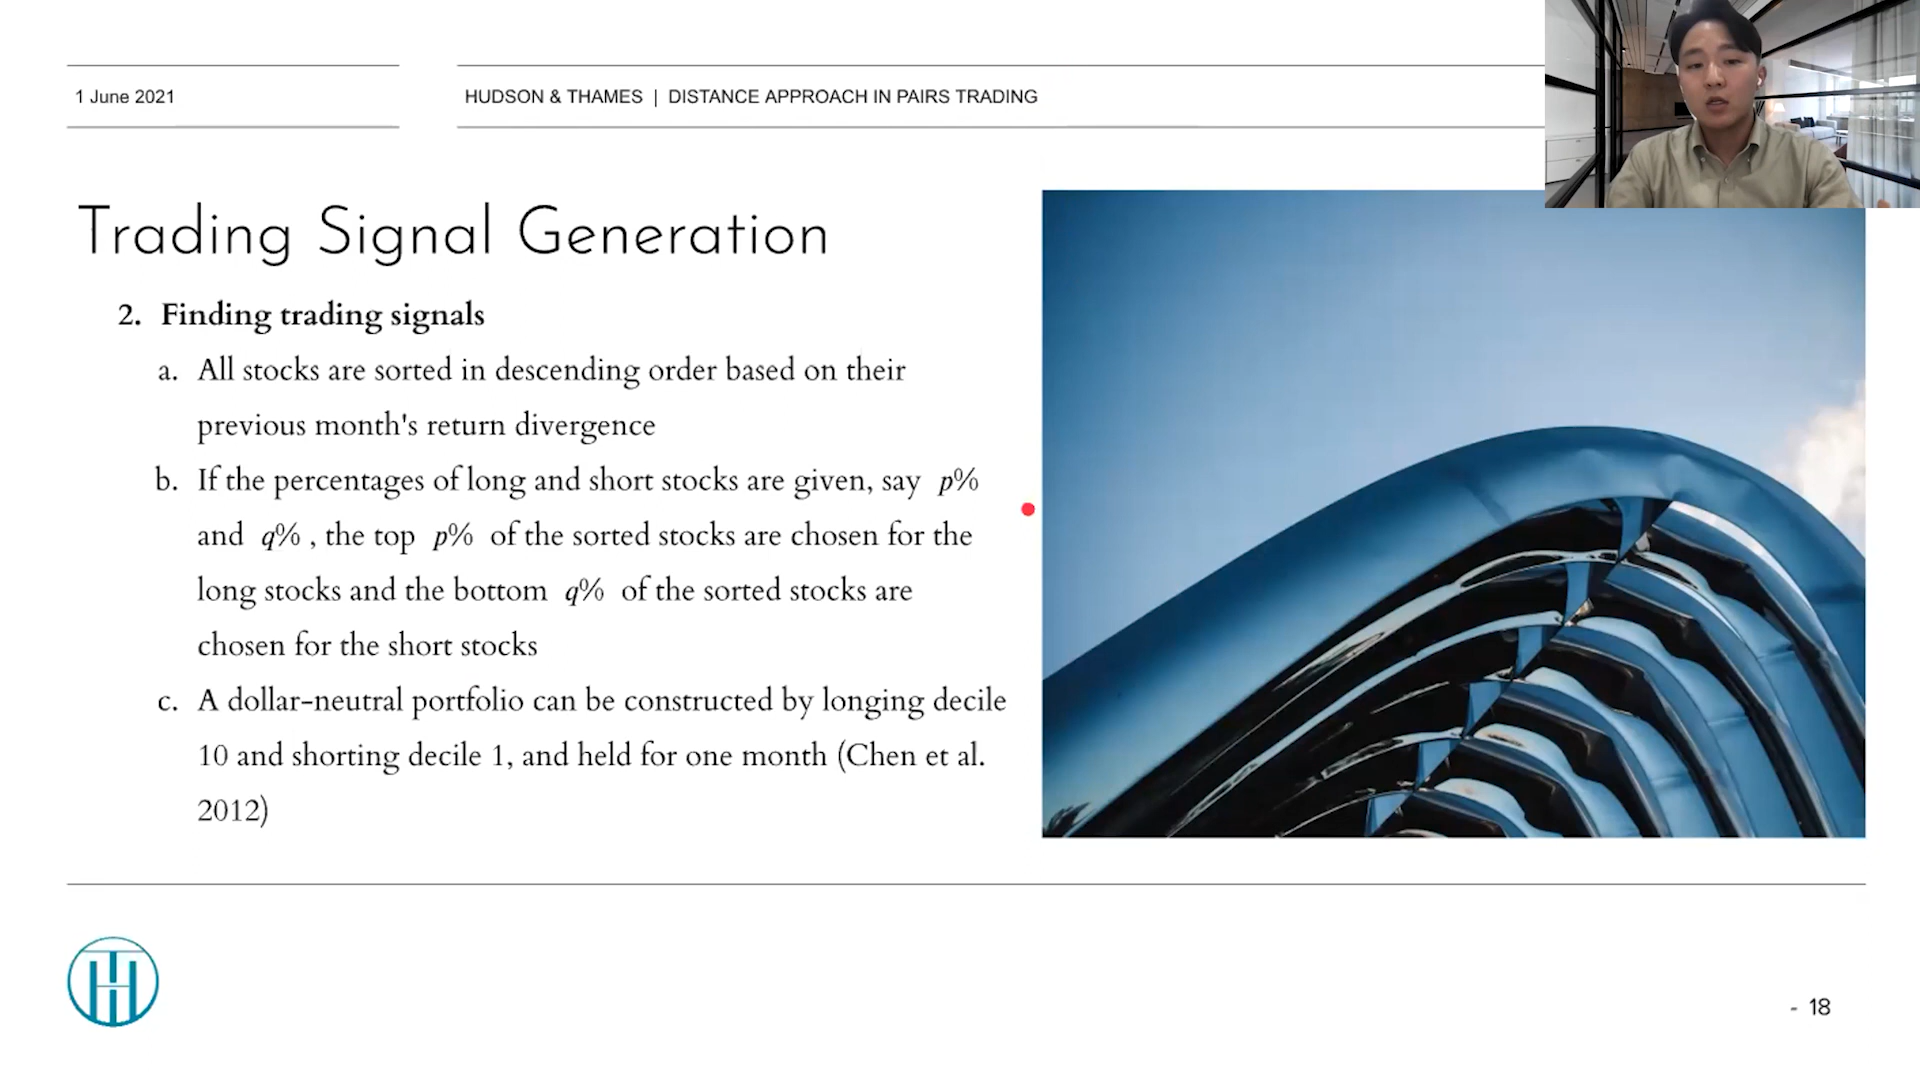 1 June 2021
HUDSON & THAMES | DISTANCE APPROACH IN PAIRS TRADING
Trading Signal Generation
2. Finding trading signals
a. All stocks are sorted in descending order based on their
previous month's return divergence
b. If the percentages of long and short stocks are given, say p%
and q% , the top p% of the sorted stocks are chosen for the
long stocks and the bottom q% of the sorted stocks are
chosen for the short stocks
c. A dollar-neutral portfolio can be constructed by longing decile
10 and shorting decile 1, and held for one month (Chen et al.
2012)
- 18